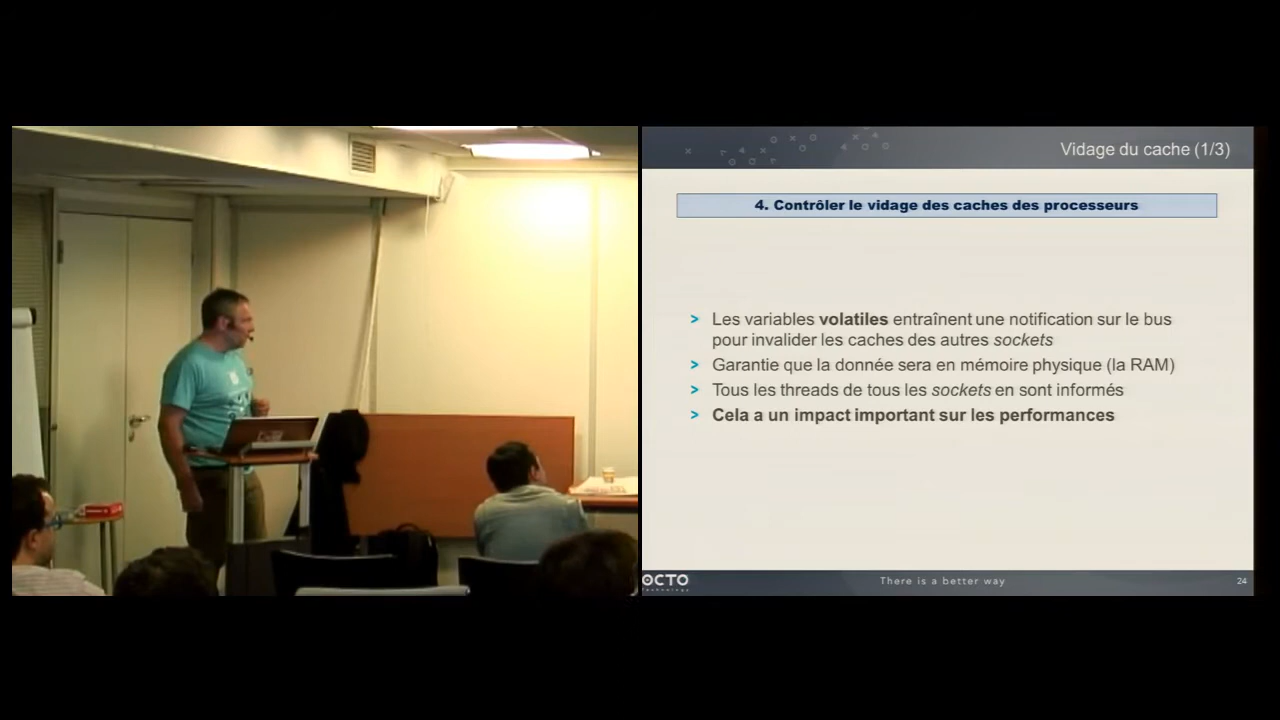 Vidage du cache (1/3)
4. Contrôler le vidage des caches des processeurs
> Les variables volatiles entraînent une notification sur le bus
pour invalider les caches des autres sockets
> Garantie que la donnée sera en mémoire physique (la RAM)
> Tous les threads de tous les sockets en sont informés
> Cela a un impact important sur les performances
OCTO
Technology
There is a better way
24